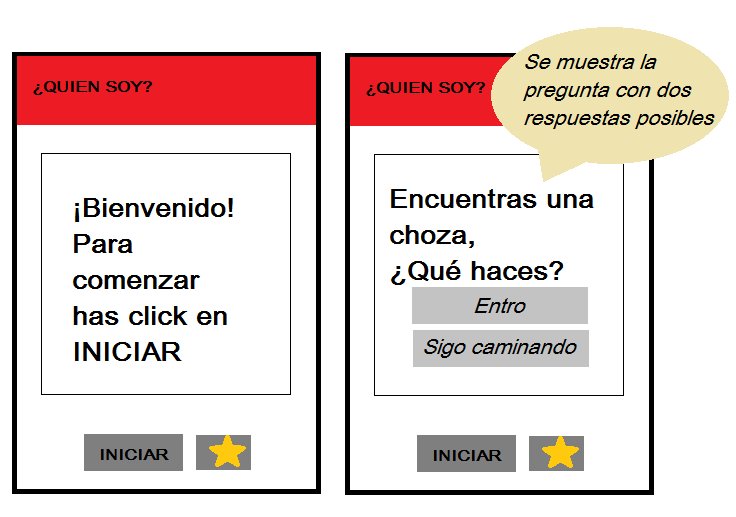 ¿QUIEN SOY?
¡Bienvenido!
Para
comenzar
has click en
INICIAR
INICIAR
¿QUIEN SOY?
Se muestra la
pregunta con dos
respuestas posibles
Encuentras una
choza,
¿Qué haces?
Entro
Sigo caminando
INICIAR